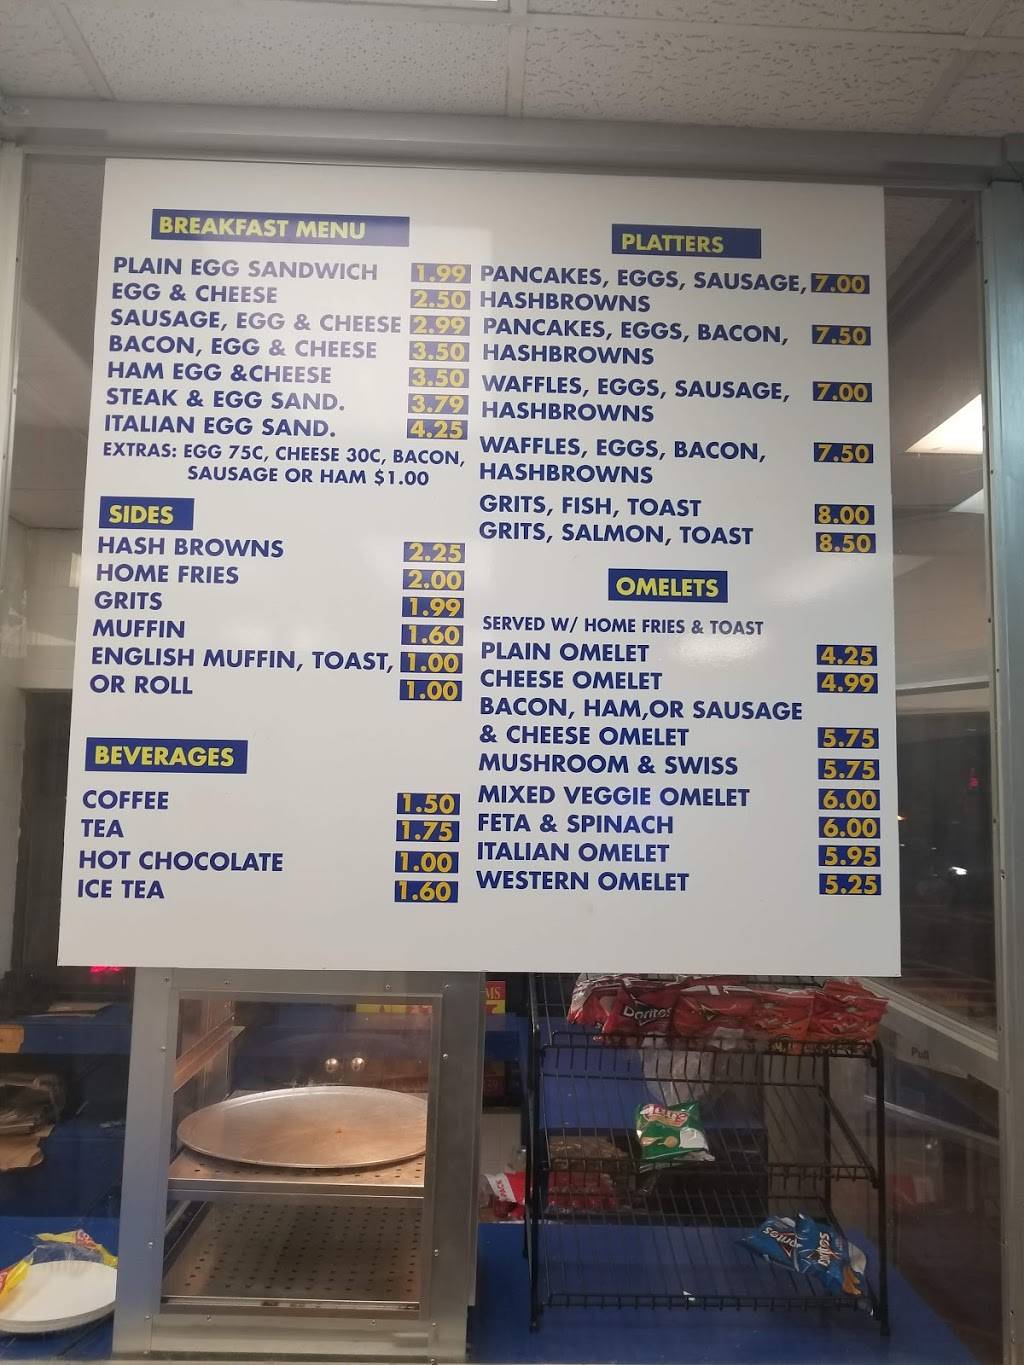 BREAKFAST MENU
PLAIN EGG SANDWICH 1.99
EGG & CHEESE 2.50
SAUSAGE, EGG & CHEESE 2.99
BACON, EGG & CHEESE 3.50
HAM EGG &CHEESE 3.50
STEAK & EGG SAND. 3.79
ITALIAN EGG SAND. 4.25
EXTRAS: EGG 75C, CHEESE 30C, BACON,
SAUSAGE OR HAM $1.00
SIDES
HASH BROWNS 2.25
HOME FRIES 2.00
GRITS 1.99
MUFFIN 1.60
ENGLISH MUFFIN, TOAST, 1.00
OR ROLL 1.00
BEVERAGES
COFFEE 1.50
TEA 1.75
HOT CHOCOLATE 1.00
ICE TEA 1.60
PLATTERS
PANCAKES, EGGS, SAUSAGE, 7.00
HASHBROWNS
PANCAKES, EGGS, BACON, 7.50
HASHBROWNS
WAFFLES, EGGS, SAUSAGE, 7.00
HASHBROWNS
WAFFLES, EGGS, BACON, 7.50
HASHBROWNS
GRITS, FISH, TOAST 8.00
GRITS, SALMON, TOAST 8.50
OMELETS
SERVED W/ HOME FRIES & TOAST
PLAIN OMELET 4.25
CHEESE OMELET 4.99
BACON, HAM,OR SAUSAGE
& CHEESE OMELET 5.75
MUSHROOM & SWISS 5.75
MIXED VEGGIE OMELET 6.00
FETA & SPINACH 6.00
ITALIAN OMELET 5.95
WESTERN OMELET 5.25
Doritos
Pull
Doritos
Doritos